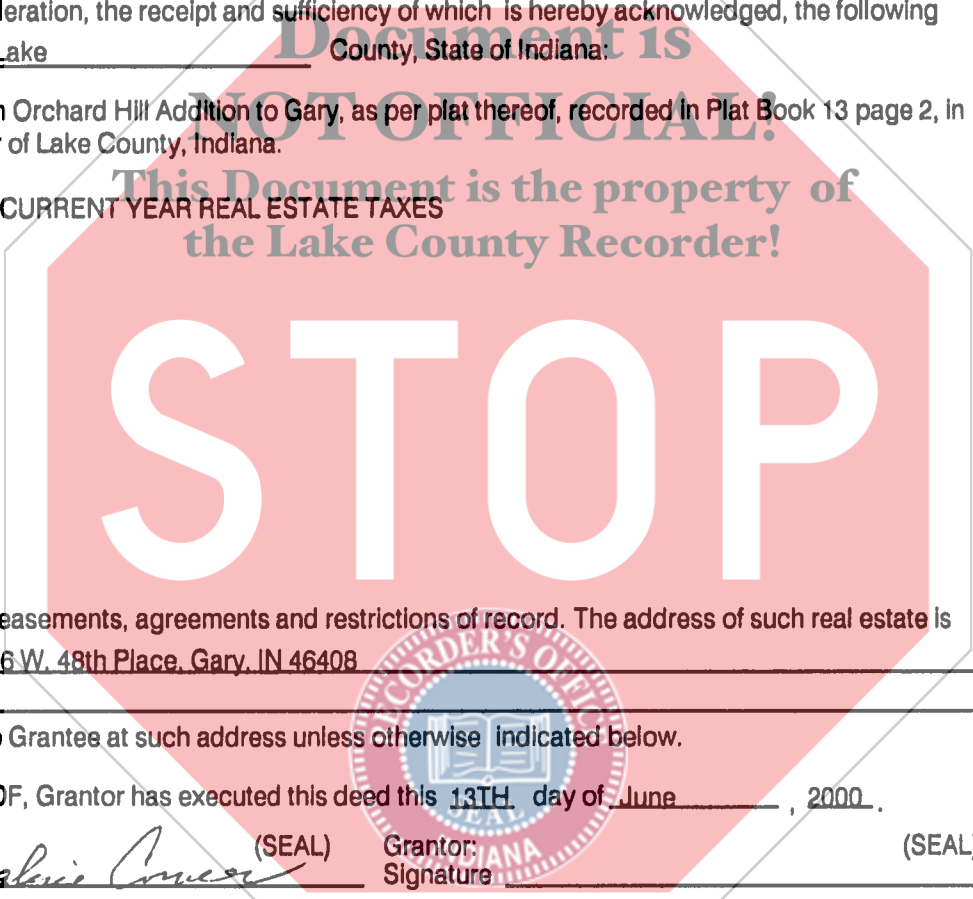 leration, the receipt and sufficiency of which is hereby acknowledged, the following
Document is
Lake County, State of Indiana:
NOT OFFICIAL!
Orchard Hill Addition to Gary, as per plat thereof, recorded in Plat Book 13 page 2, in
of Lake County, Indiana.
This Document is the property of
CURRENT YEAR REAL ESTATE TAXES
the Lake County Recorder!
STOP
easements, agreements and restrictions of record. The address of such real estate is
6 W. 48th Place, Gary, IN 46408
RECORDER'S OFFICE
Grantee at such address unless otherwise indicated below.
OF, Grantor has executed this deed this 13TH day of June , 2000 .
SEAL
INDIANA
(SEAL) Grantor: (SEAL)
Signature